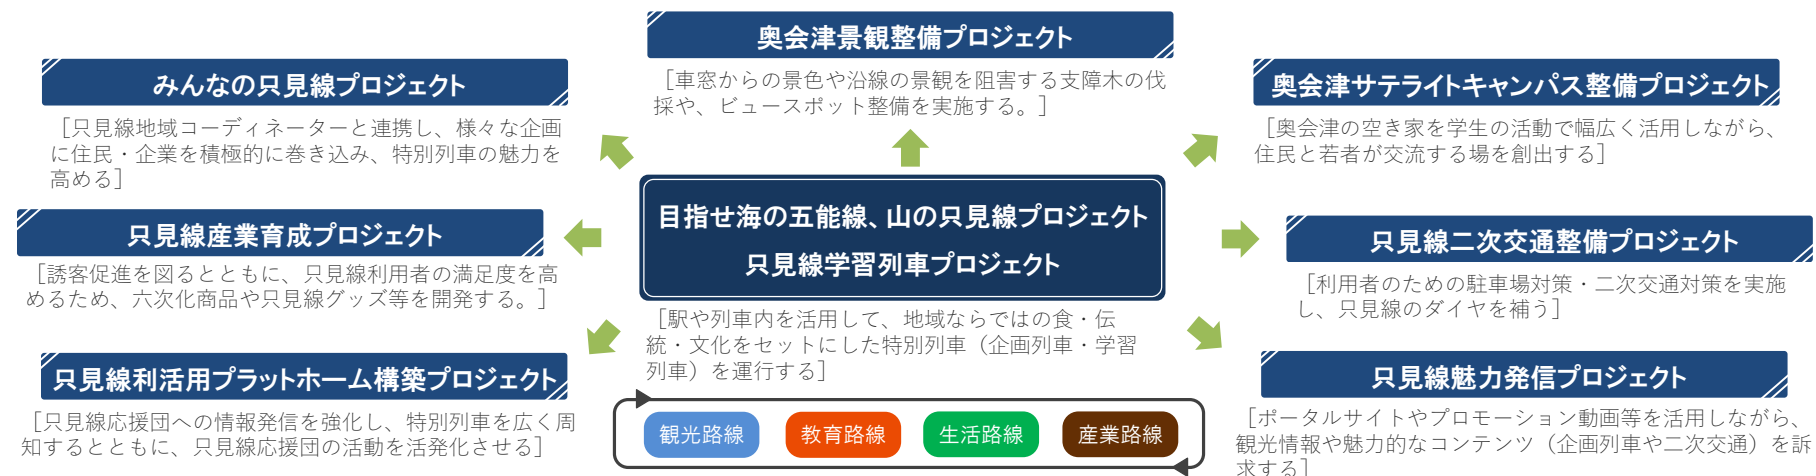 奥会津景観整備プロジェクト
[車窓からの景色や沿線の景観を阻害する支障木の伐
採や、ビュースポット整備を実施する。]
みんなの只見線プロジェクト
[只見線地域コーディネーターと連携し、様々な企画
に住民・企業を積極的に巻き込み、特別列車の魅力を
高める]
奥会津サテライトキャンパス整備プロジェクト
[奥会津の空き家を学生の活動で幅広く活用しながら、
住民と若者が交流する場を創出する]
目指せ海の五能線、山の只見線プロジェクト
只見線学習列車プロジェクト
[駅や列車内を活用して、地域ならではの食・伝
統・文化をセットにした特別列車（企画列車・学習
列車）を運行する]
只見線産業育成プロジェクト
[誘客促進を図るとともに、只見線利用者の満足度を高
めるため、六次化商品や只見線グッズ等を開発する。]
只見線二次交通整備プロジェクト
[利用者のための駐車場対策・二次交通対策を実施
し、只見線のダイヤを補う]
只見線利活用プラットホーム構築プロジェクト
[只見線応援団への情報発信を強化し、特別列車を広く周
知するとともに、只見線応援団の活動を活発化させる]
只見線魅力発信プロジェクト
[ポータルサイトやプロモーション動画等を活用しながら、
観光情報や魅力的なコンテンツ（企画列車や二次交通）を訴
求する]
観光路線
教育路線
生活路線
産業路線